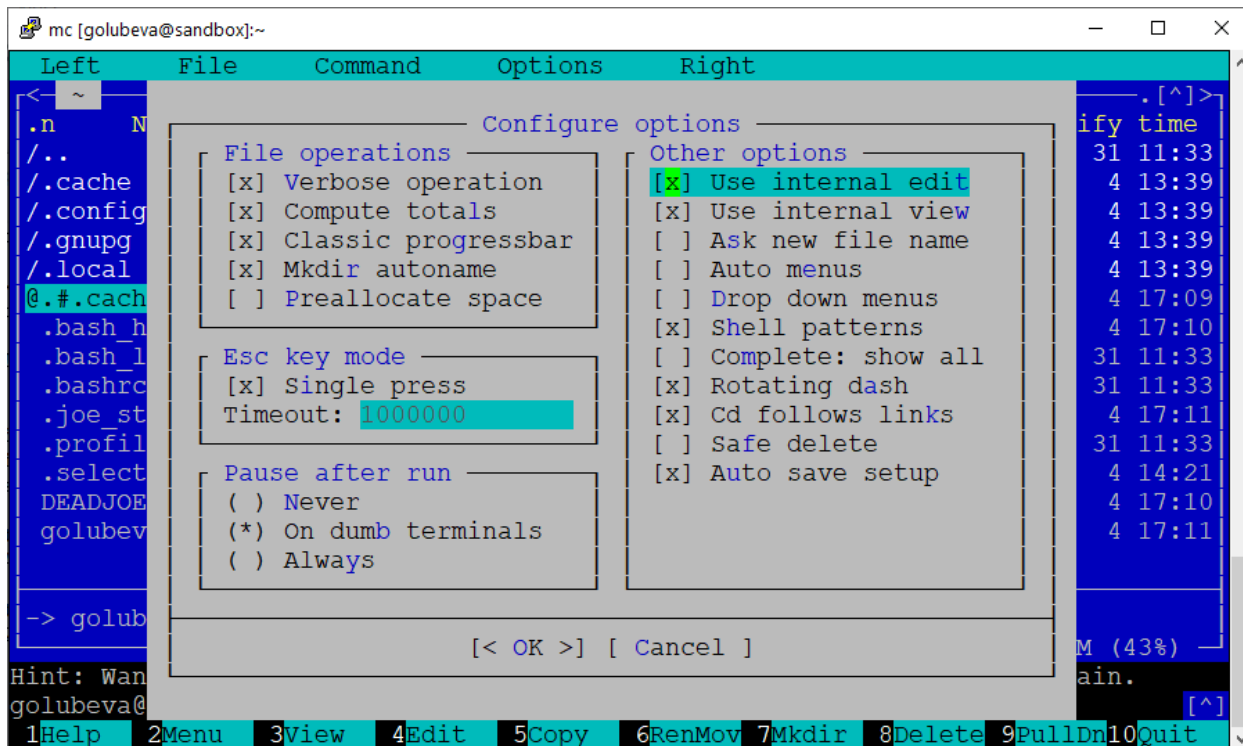 mc [golubeva@sandbox]:~
Left File Command Options Right
<- ~ .[^]>
.n N Configure options ify time
/.. File operations Other options 31 11:33
/.cache [x] Verbose operation [x] Use internal edit 4 13:39
/.config [x] Compute totals [x] Use internal view 4 13:39
/.gnupg [x] Classic progressbar [ ] Ask new file name 4 13:39
/.local [x] Mkdir autoname [ ] Auto menus 4 13:39
@.#.cach [ ] Preallocate space [ ] Drop down menus 4 17:09
.bash_h [x] Shell patterns 4 17:10
.bash_l Esc key mode [ ] Complete: show all 31 11:33
.bashrc [x] Single press [x] Rotating dash 31 11:33
.joe_st Timeout: 1000000 [x] Cd follows links 4 17:11
.profil [ ] Safe delete 31 11:33
.select Pause after run [x] Auto save setup 4 14:21
DEADJOE ( ) Never 4 17:10
golubev (*) On dumb terminals 4 17:11
( ) Always
-> golub
[< OK >] [ Cancel ] M (43%)
Hint: Wan ain.
golubeva@ [^]
1Help 2Menu 3View 4Edit 5Copy 6RenMov 7Mkdir 8Delete 9PullDn 10Quit